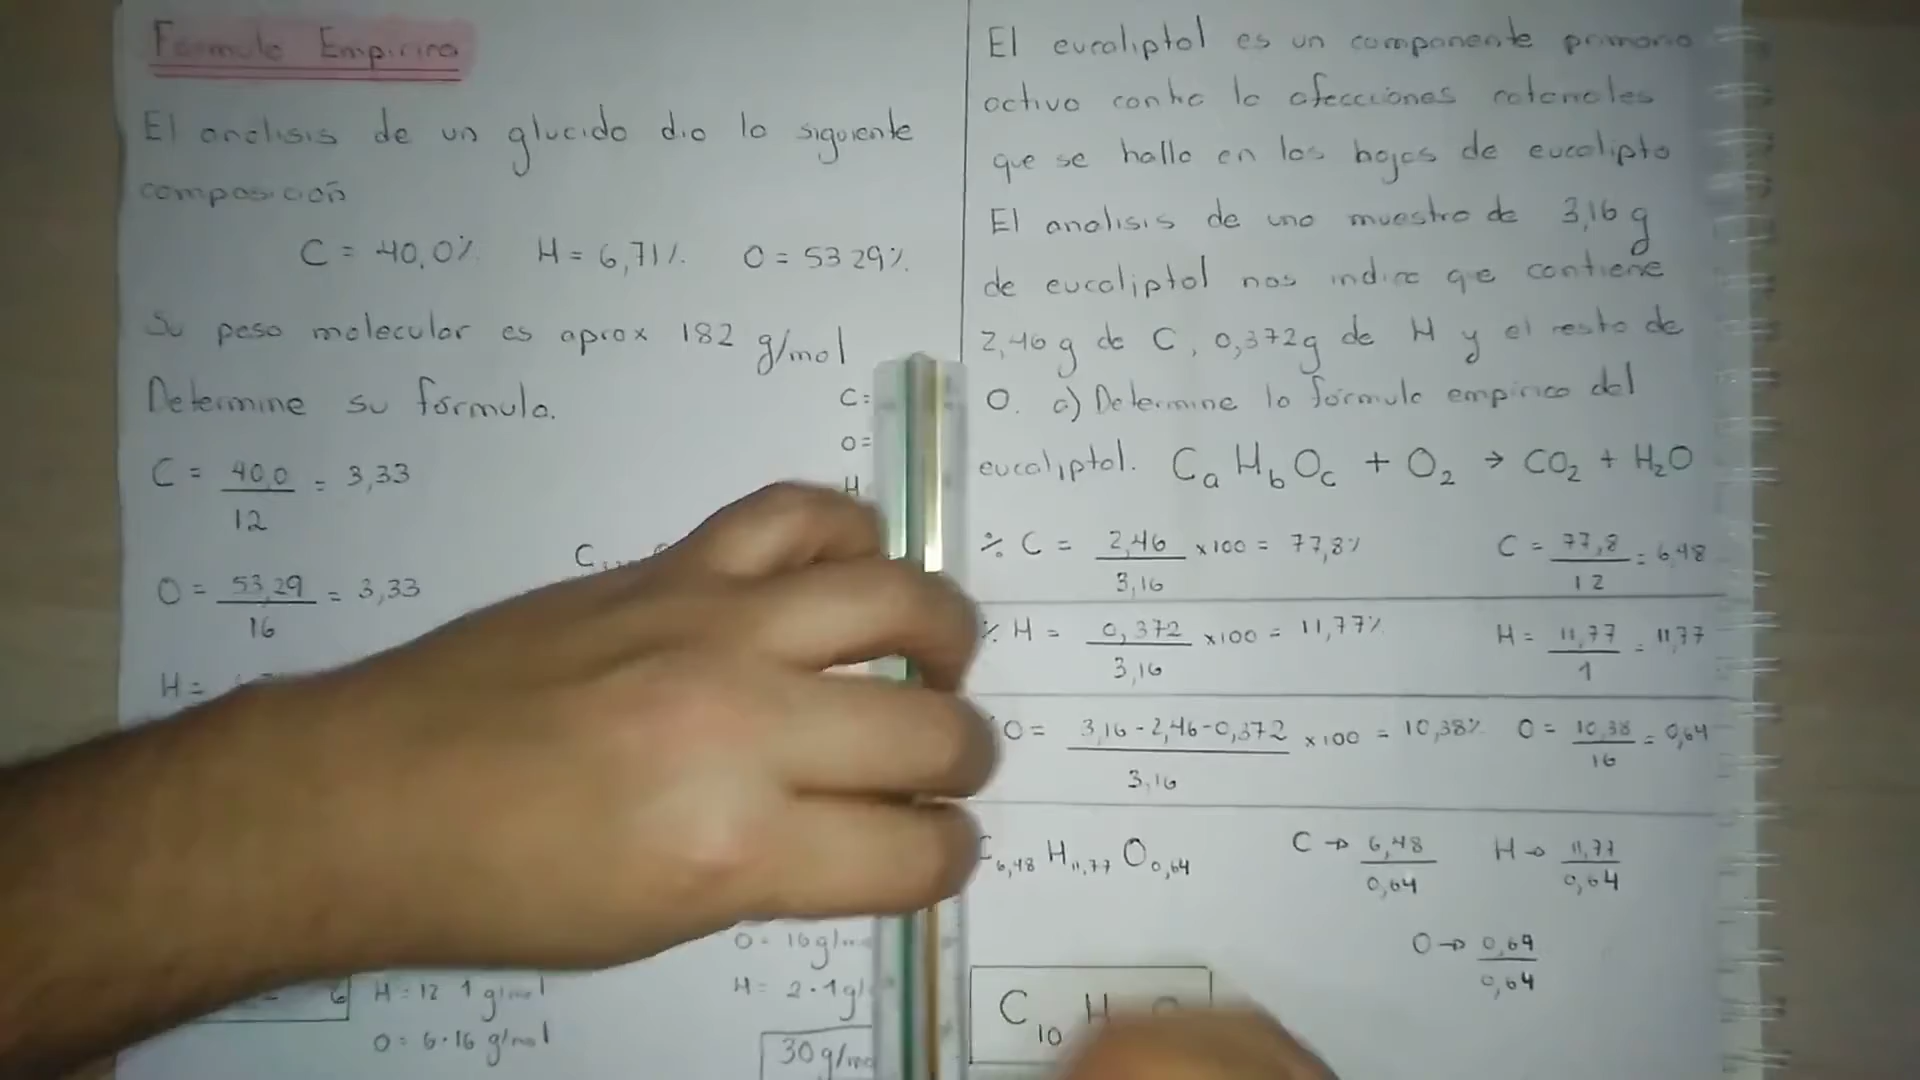 Formula Empirica
El analisis de un glucido dio lo siguiente
composicioñ
C = 40,0% H = 6,71% O = 53 29%
Su peso molecular es aprox 182 g/mol
Determine su formula.
C =
O =
H
C = 40,0 / 12 = 3,33
O = 53,29 / 16 = 3,33
H =
O = 16 g/m
H = 2·1 g/
30 g/mo
6
H = 12 1 g/mol
O = 6·16 g/mol
El eucaliptol es un componente primario
activo contra la afecciones catarrales
que se halla en las hojas de eucalipto
El analisis de una muestra de 3,16 g
de eucaliptol nos indica que contiene
2,46 g de C, 0,372g de H y el resto de
O. a) Determine la formula empirica del
eucaliptol. CaHbOc + O2 → CO2 + H2O
% C = 2,46 / 3,16 x100 = 77,8% C = 77,8 / 12 = 6,48
% H = 0,372 / 3,16 x100 = 11,77% H = 11,77 / 1 = 11,77
O = 3,16-2,46-0,372 / 3,16 x100 = 10,38% O = 10,38 / 16 = 0,64
C6,48 H11,77 O0,64 C → 6,48 / 0,64 H → 11,77 / 0,64
O → 0,64 / 0,64
C10 H